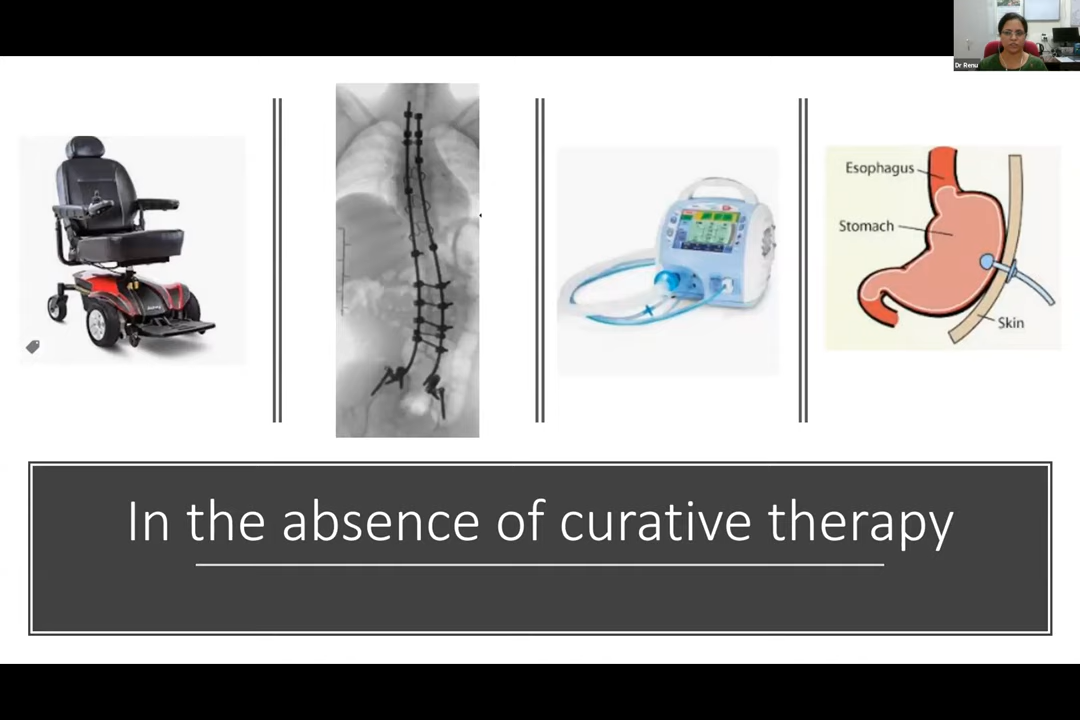 Dr Renu
Esophagus
Stomach
Skin
In the absence of curative therapy